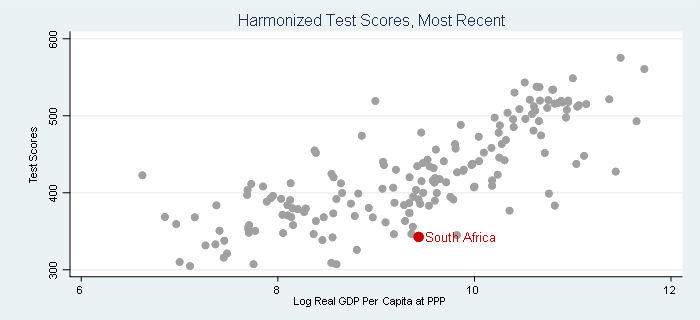 Harmonized Test Scores, Most Recent
600
500
400
300
Test Scores
South Africa
6
8
10
12
Log Real GDP Per Capita at PPP